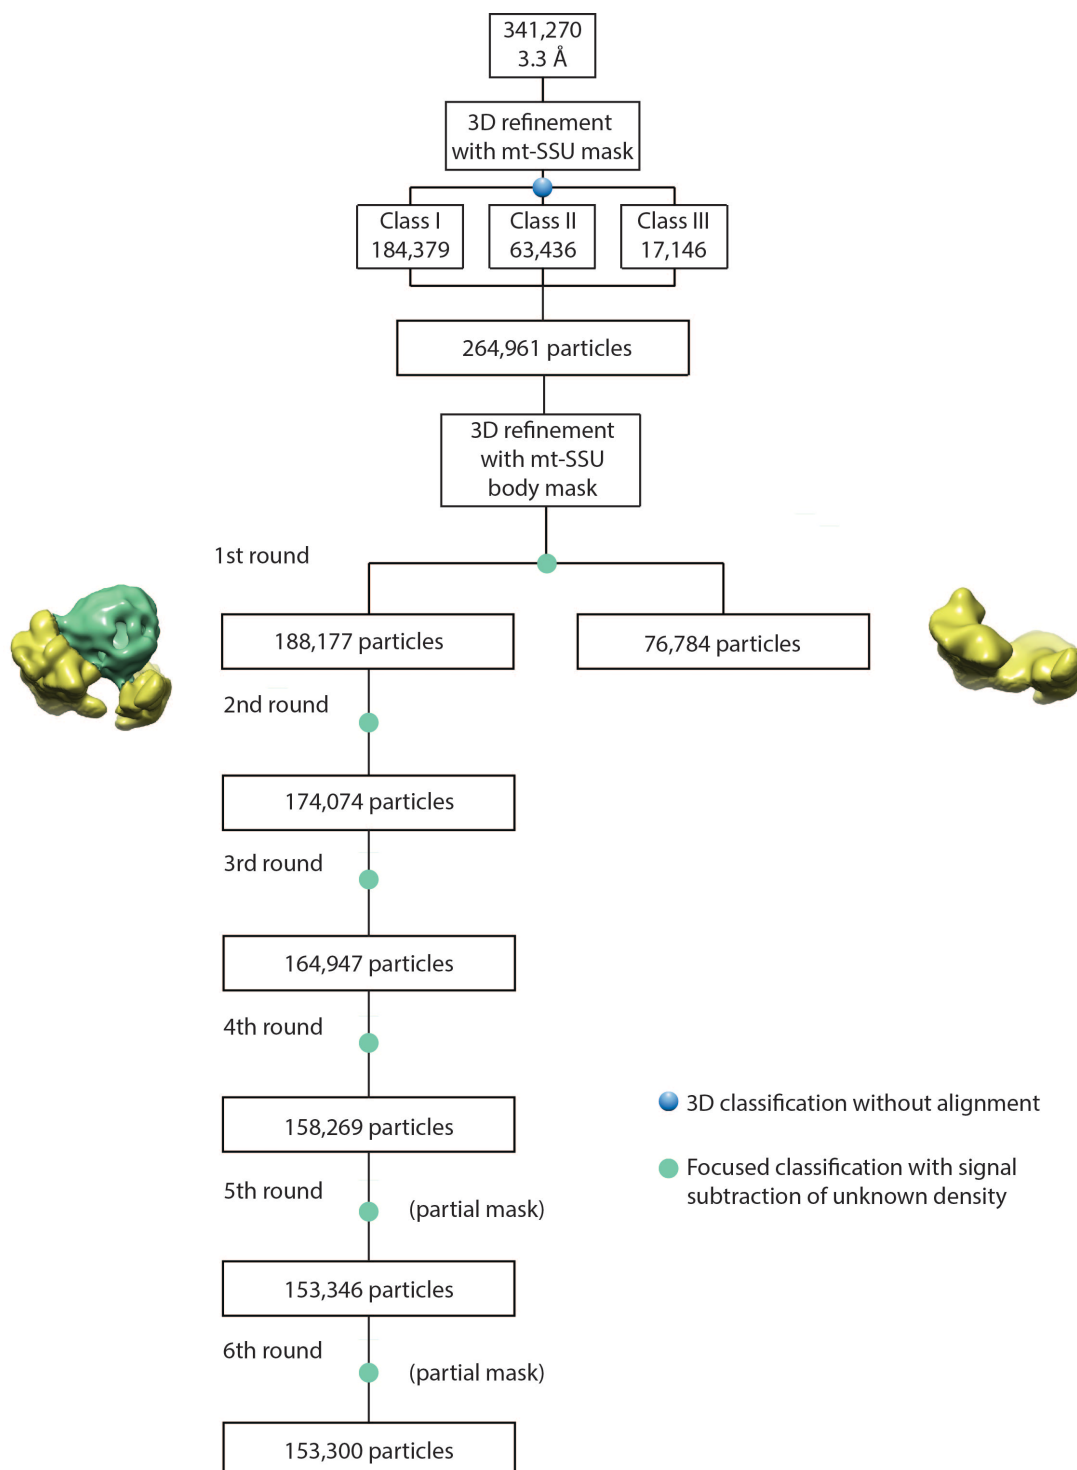 341,270
3.3 Å
3D refinement
with mt-SSU mask
Class I
184,379
Class II
63,436
Class III
17,146
264,961 particles
3D refinement
with mt-SSU
body mask
1st round
188,177 particles
76,784 particles
2nd round
174,074 particles
3rd round
164,947 particles
4th round
158,269 particles
3D classification without alignment
Focused classification with signal
subtraction of unknown density
5th round
(partial mask)
153,346 particles
6th round
(partial mask)
153,300 particles